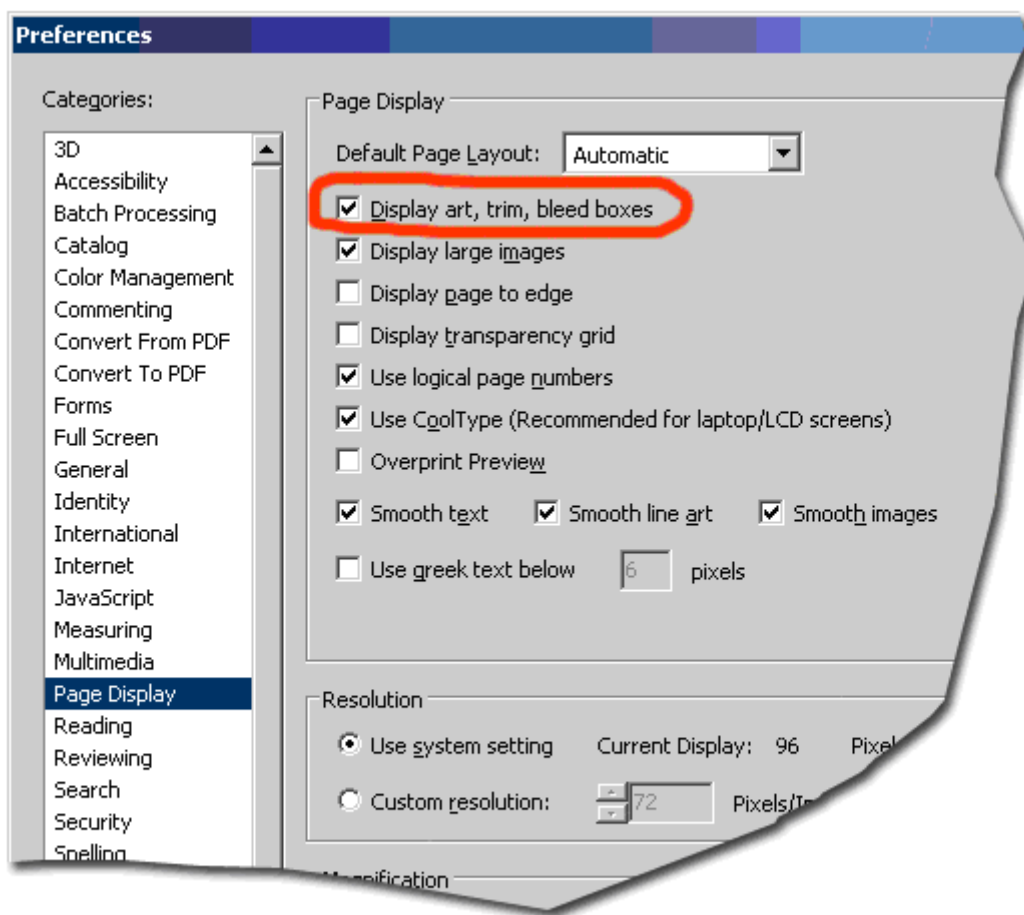 Preferences
Categories:
3D
Accessibility
Batch Processing
Catalog
Color Management
Commenting
Convert From PDF
Convert To PDF
Forms
Full Screen
General
Identity
International
Internet
JavaScript
Measuring
Multimedia
Page Display
Reading
Reviewing
Search
Security
Spelling
Page Display
Default Page Layout: Automatic
Display art, trim, bleed boxes
Display large images
Display page to edge
Display transparency grid
Use logical page numbers
Use CoolType (Recommended for laptop/LCD screens)
Overprint Preview
Smooth text Smooth line art Smooth images
Use greek text below 6 pixels
Resolution
Use system setting Current Display: 96
Custom resolution: 72
Magnification